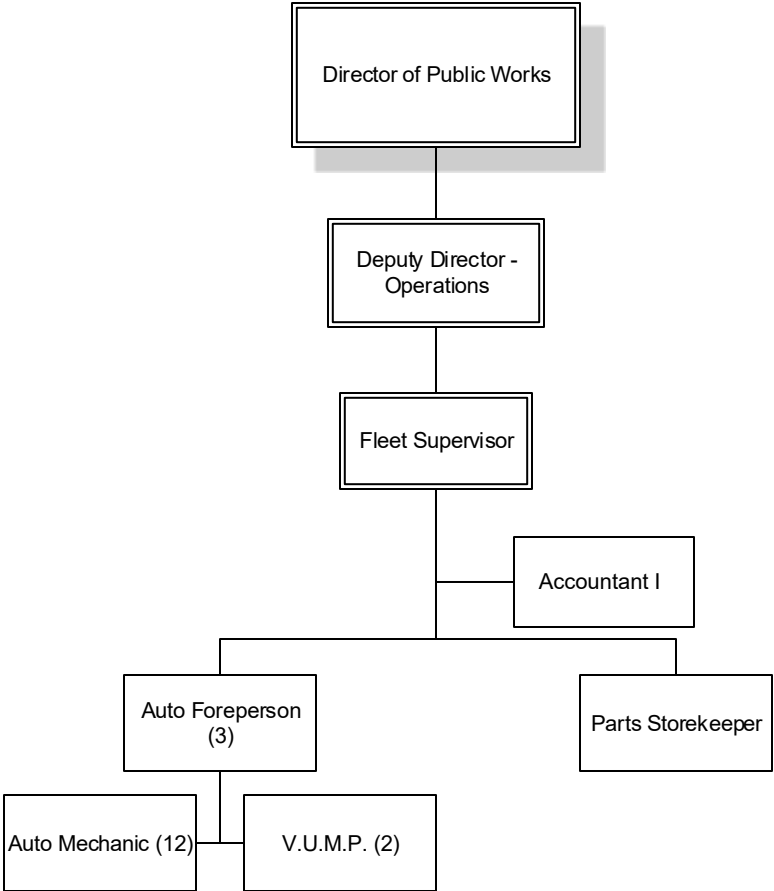 Director of Public Works
Deputy Director -
Operations
Fleet Supervisor
Accountant I
Auto Foreperson
(3)
Parts Storekeeper
Auto Mechanic (12)
V.U.M.P. (2)